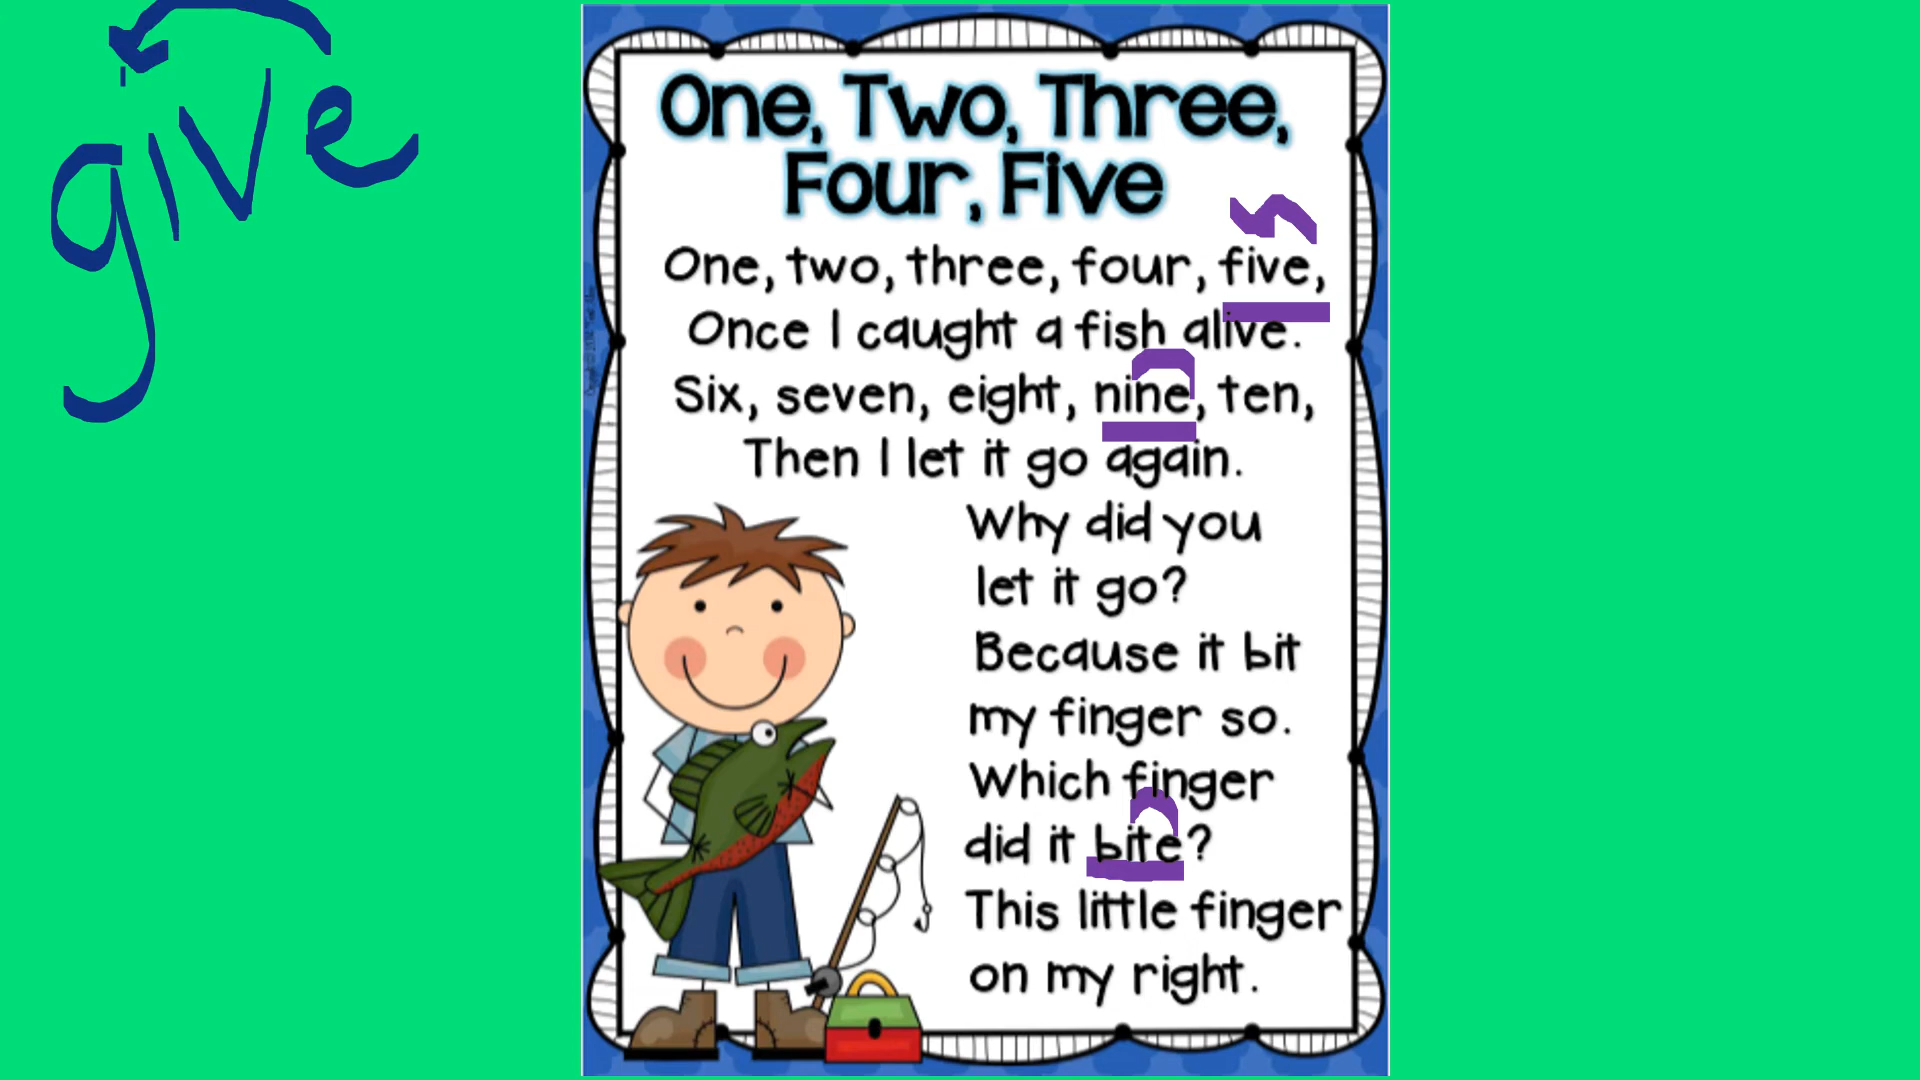 give
One, Two, Three,
Four, Five
One, two, three, four, five,
Once I caught a fish alive.
Six, seven, eight, nine, ten,
Then I let it go again.
Why did you
let it go?
Because it bit
my finger so.
Which finger
did it bite?
This little finger
on my right.